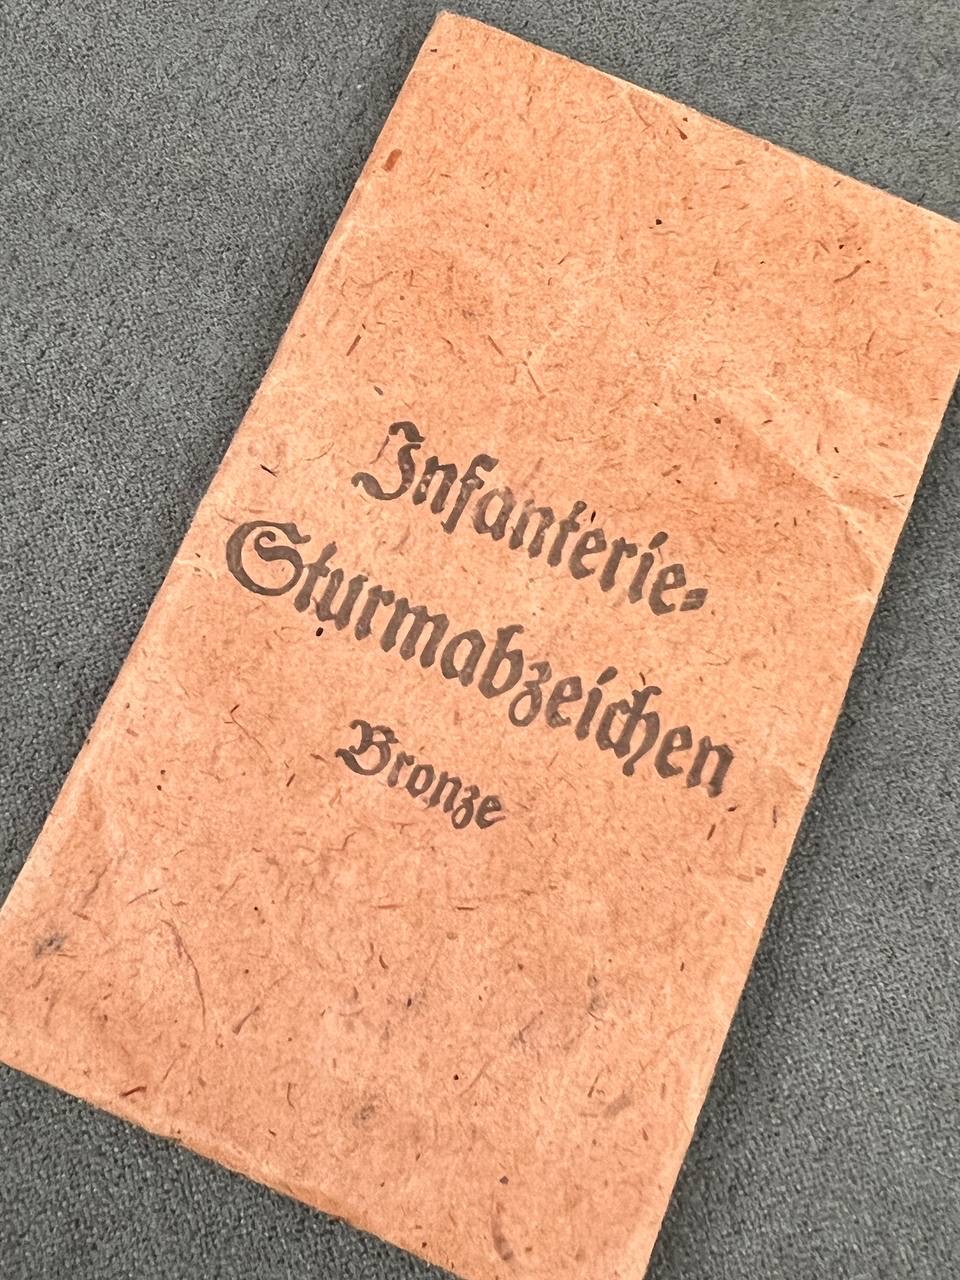 Infanterie-
Sturmabzeichen
Bronze